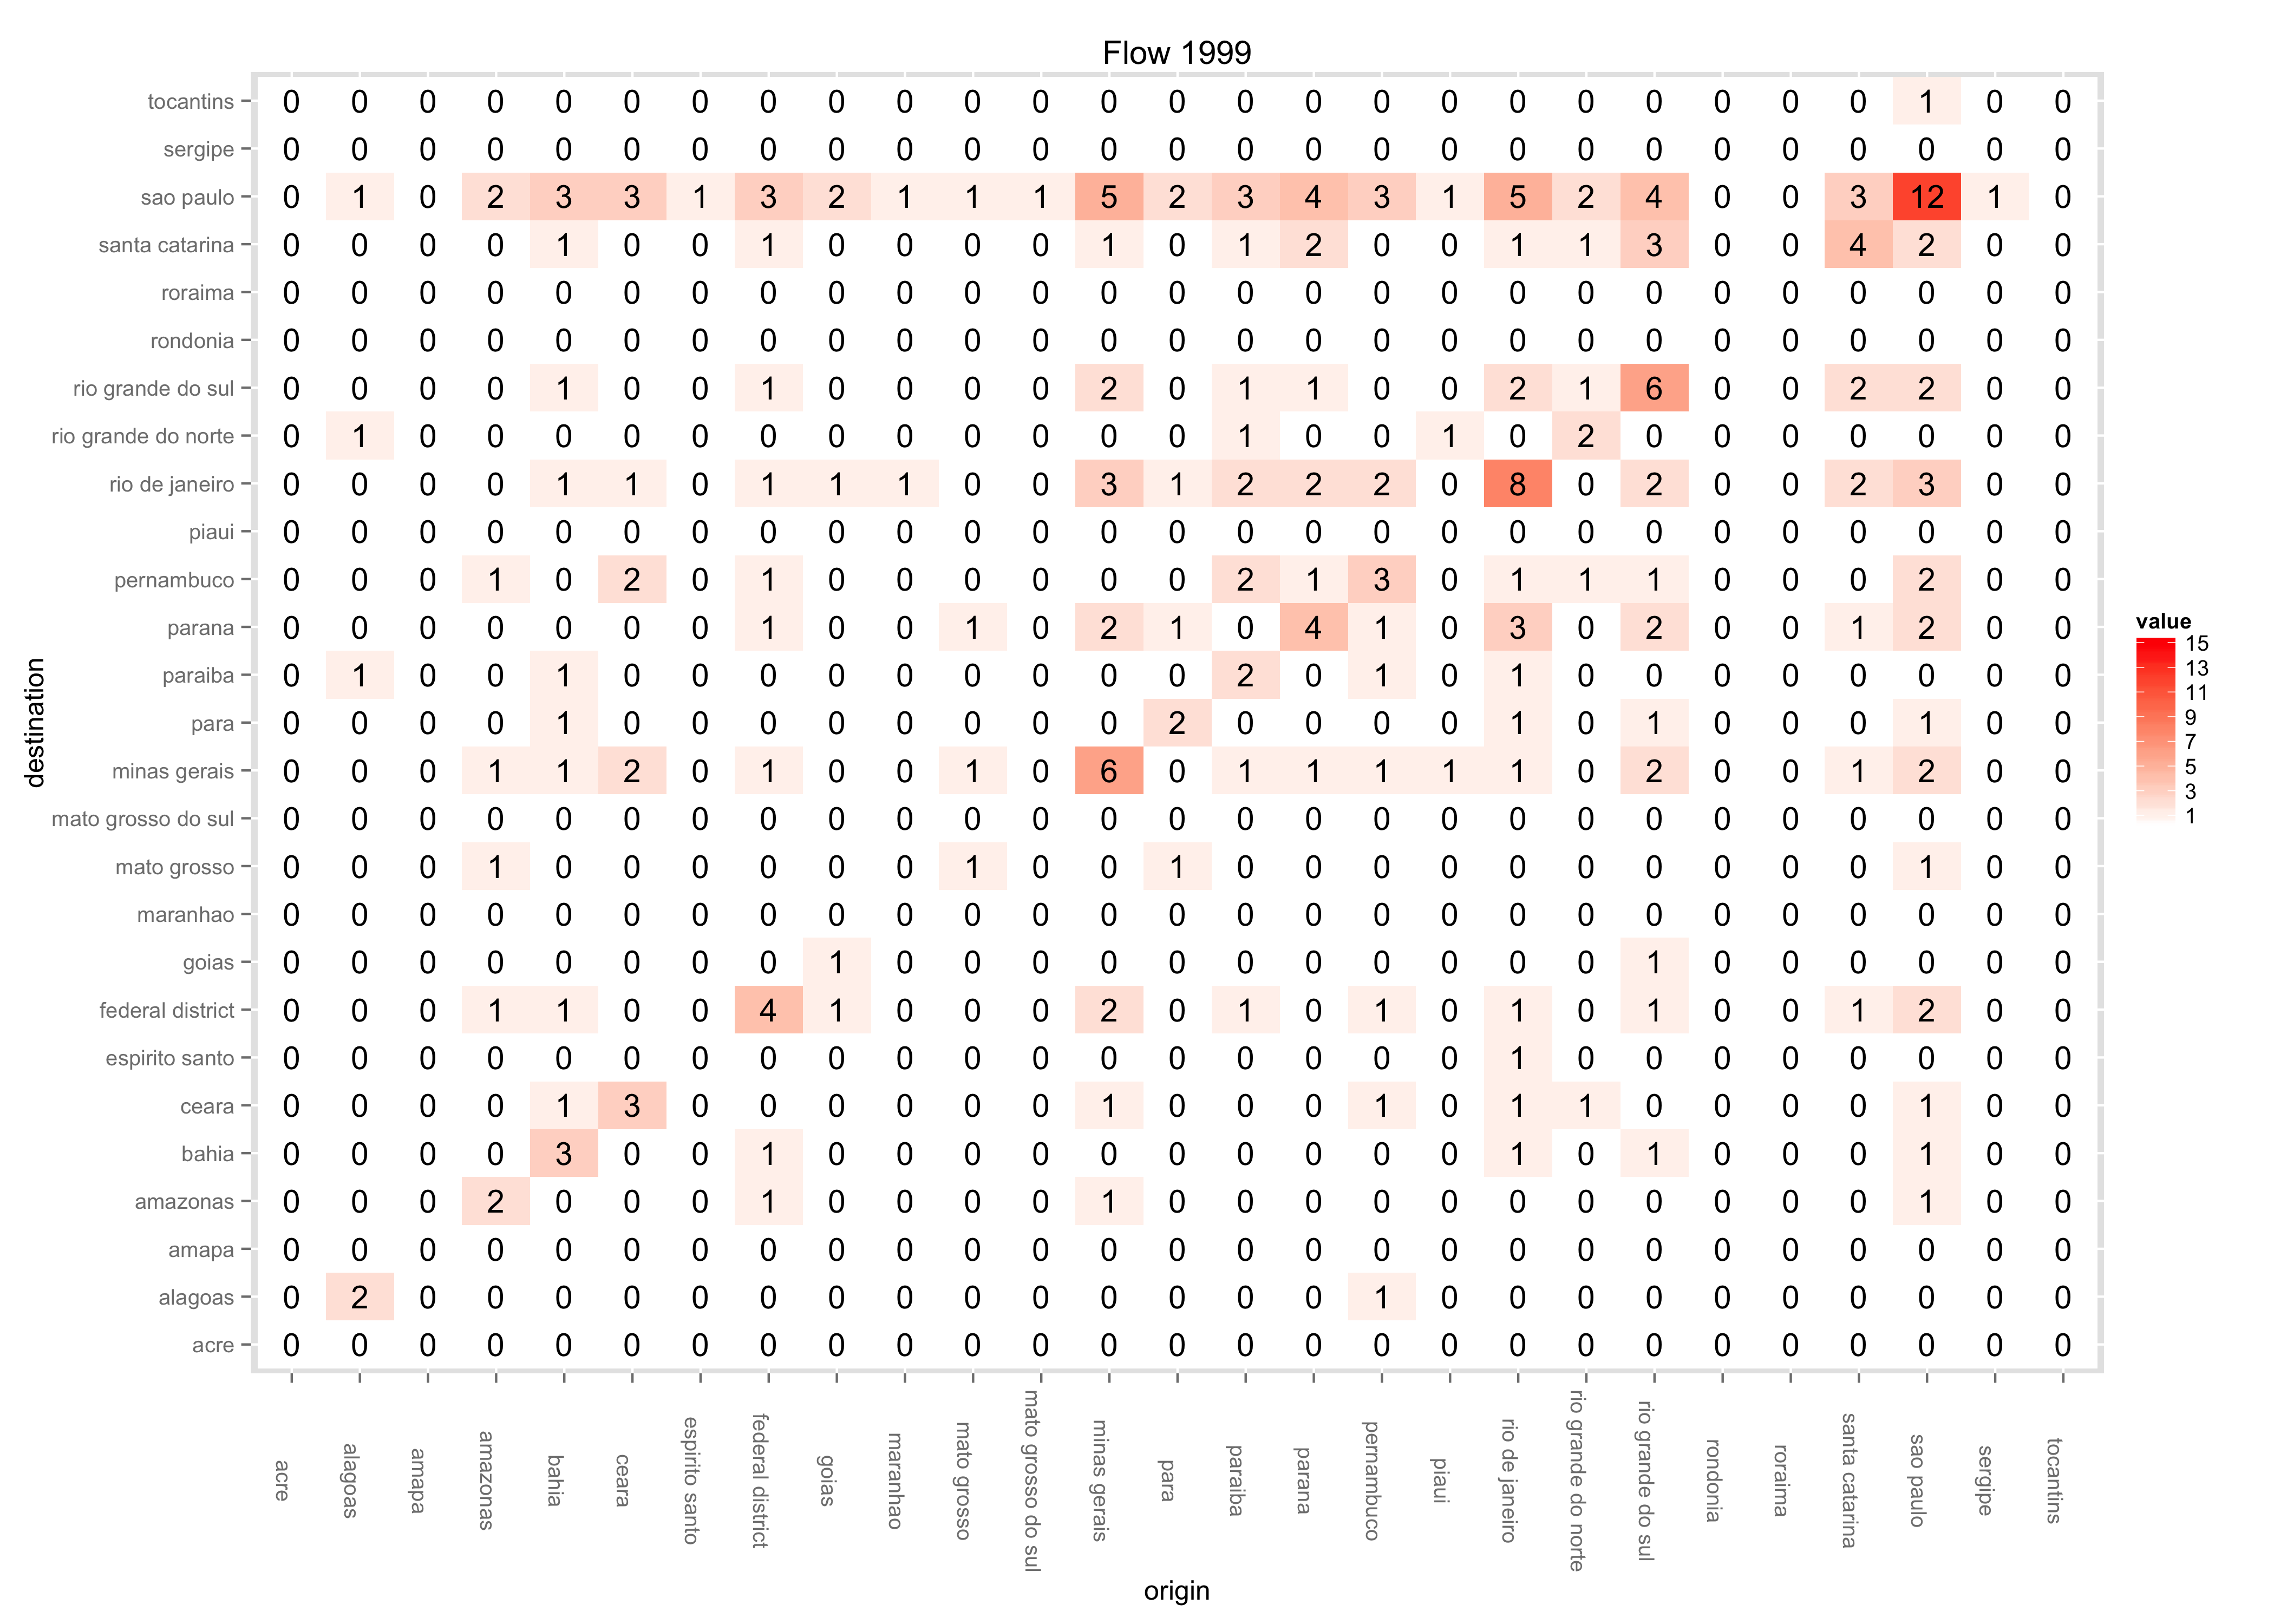 Flow 1999
tocantins 0 0 0 0 0 0 0 0 0 0 0 0 0 0 0 0 0 0 0 0 0 0 0 0 1 0 0
sergipe 0 0 0 0 0 0 0 0 0 0 0 0 0 0 0 0 0 0 0 0 0 0 0 0 0 0 0
sao paulo 0 1 0 2 3 3 1 3 2 1 1 1 5 2 3 4 3 1 5 2 4 0 0 3 12 1 0
santa catarina 0 0 0 0 1 0 0 1 0 0 0 0 1 0 1 2 0 0 1 1 3 0 0 4 2 0 0
roraima 0 0 0 0 0 0 0 0 0 0 0 0 0 0 0 0 0 0 0 0 0 0 0 0 0 0 0
rondonia 0 0 0 0 0 0 0 0 0 0 0 0 0 0 0 0 0 0 0 0 0 0 0 0 0 0 0
rio grande do sul 0 0 0 0 1 0 0 1 0 0 0 0 2 0 1 1 0 0 2 1 6 0 0 2 2 0 0
rio grande do norte 0 1 0 0 0 0 0 0 0 0 0 0 0 0 1 0 0 1 0 2 0 0 0 0 0 0 0
rio de janeiro 0 0 0 0 1 1 0 1 1 1 0 0 3 1 2 2 2 0 8 0 2 0 0 2 3 0 0
piaui 0 0 0 0 0 0 0 0 0 0 0 0 0 0 0 0 0 0 0 0 0 0 0 0 0 0 0
pernambuco 0 0 0 1 0 2 0 1 0 0 0 0 0 0 2 1 3 0 1 1 1 0 0 0 2 0 0
parana 0 0 0 0 0 0 0 1 0 0 1 0 2 1 0 4 1 0 3 0 2 0 0 1 2 0 0
paraiba 0 1 0 0 1 0 0 0 0 0 0 0 0 0 2 0 1 0 1 0 0 0 0 0 0 0 0
para 0 0 0 0 1 0 0 0 0 0 0 0 0 2 0 0 0 0 1 0 1 0 0 0 1 0 0
minas gerais 0 0 0 1 1 2 0 1 0 0 1 0 6 0 1 1 1 1 1 0 2 0 0 1 2 0 0
mato grosso do sul 0 0 0 0 0 0 0 0 0 0 0 0 0 0 0 0 0 0 0 0 0 0 0 0 0 0 0
mato grosso 0 0 0 1 0 0 0 0 0 0 1 0 0 1 0 0 0 0 0 0 0 0 0 0 1 0 0
maranhao 0 0 0 0 0 0 0 0 0 0 0 0 0 0 0 0 0 0 0 0 0 0 0 0 0 0 0
goias 0 0 0 0 0 0 0 0 1 0 0 0 0 0 0 0 0 0 0 0 1 0 0 0 0 0 0
federal district 0 0 0 1 1 0 0 4 1 0 0 0 2 0 1 0 1 0 1 0 1 0 0 1 2 0 0
espirito santo 0 0 0 0 0 0 0 0 0 0 0 0 0 0 0 0 0 0 1 0 0 0 0 0 0 0 0
ceara 0 0 0 0 1 3 0 0 0 0 0 0 1 0 0 0 1 0 1 1 0 0 0 0 1 0 0
bahia 0 0 0 0 3 0 0 1 0 0 0 0 0 0 0 0 0 0 1 0 1 0 0 0 1 0 0
amazonas 0 0 0 2 0 0 0 1 0 0 0 0 1 0 0 0 0 0 0 0 0 0 0 0 1 0 0
amapa 0 0 0 0 0 0 0 0 0 0 0 0 0 0 0 0 0 0 0 0 0 0 0 0 0 0 0
alagoas 0 2 0 0 0 0 0 0 0 0 0 0 0 0 0 0 1 0 0 0 0 0 0 0 0 0 0
acre 0 0 0 0 0 0 0 0 0 0 0 0 0 0 0 0 0 0 0 0 0 0 0 0 0 0 0
destination
acre
alagoas
amapa
amazonas
bahia
ceara
espirito santo
federal district
goias
maranhao
mato grosso
mato grosso do sul
minas gerais
para
paraiba
parana
pernambuco
piaui
rio de janeiro
rio grande do norte
rio grande do sul
rondonia
roraima
santa catarina
sao paulo
sergipe
tocantins
origin
value
15
13
11
9
7
5
3
1